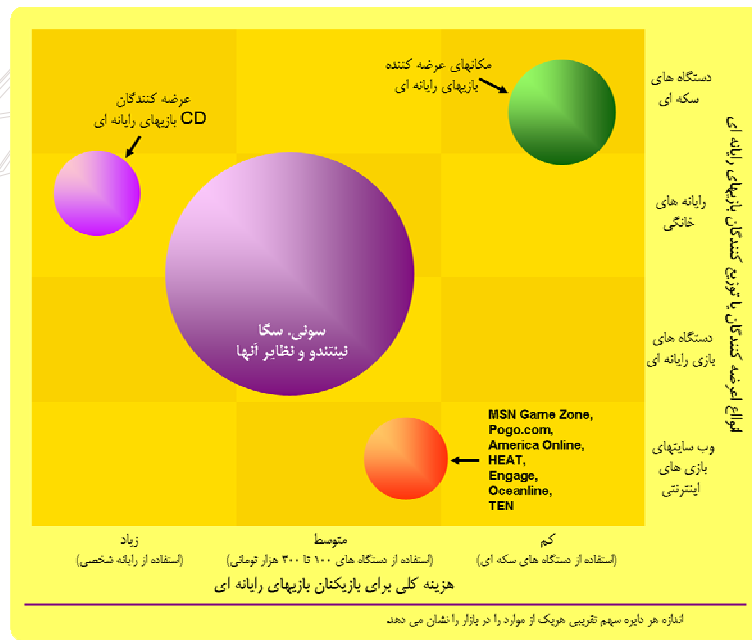 مکانهای عرضه کننده
بازیهای رایانه ای
عرضه کنندگان
CD بازیهای رایانه ای
سونی. سگا
نینتندو و نظایر آنها
MSN Game Zone,
Pogo.com,
America Online,
HEAT,
Engage,
Oceanline,
TEN
دستگاه های
سکه ای
رایانه های
خانگی
دستگاه های
بازی رایانه ای
وب سایتهای
بازی های
اینترنتی
انوااع اعرضه کنندگان یا توزیع کنندگان بازیهای رایانه ای
کم
(استفاده از دستگاه های سکه ای)
متوسط
(استفاده از دستگاه های ۱۰۰ تا ۳۰۰ هزار تومانی)
زیاد
(استفاده از رایانه شخصی)
هزینه کلی برای بازیکنان بازیهای رایانه ای
اندازه هر دایره سهم تقریبی هریک از موارد را در بازار را نشان می دهد